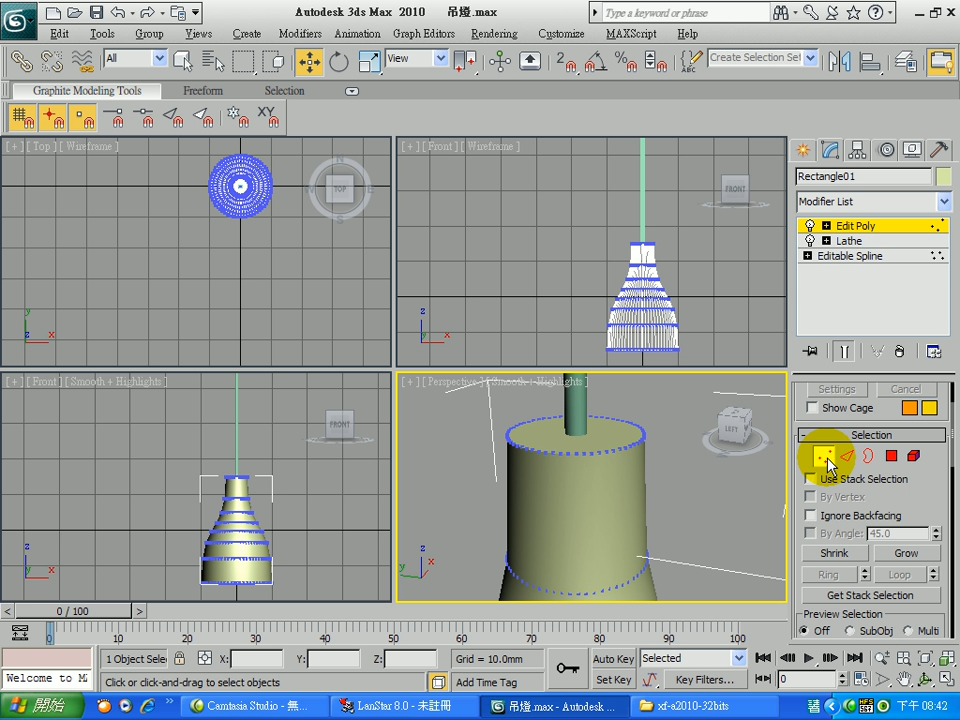 Autodesk 3ds Max 2010 吊燈.max
Type a keyword or phrase
Edit Tools Group Views Create Modifiers Animation Graph Editors Rendering Customize MAXScript Help
All View Create Selection Set
Graphite Modeling Tools Freeform Selection
XY
[ + ] [ Top ] [ Wireframe ]
TOP
[ + ] [ Front ] [ Wireframe ]
FRONT
Rectangle01
Modifier List
Edit Poly
Lathe
Editable Spline
[ + ] [ Front ] [ Smooth + Highlights ]
FRONT
[ + ] [ Perspective ] [ Smooth + Highlights ]
LEFT
Settings Cancel
Show Cage
Selection
Use Stack Selection
By Vertex
Ignore Backfacing
By Angle: 45.0
Shrink Grow
Ring Loop
Get Stack Selection
Preview Selection
Off SubObj Multi
0 / 100
0 10 20 30 40 50 60 70 80 90 100
1 Object Sele X: Y: Z: Grid = 10.0mm Auto Key Selected
Welcome to M Click or click-and-drag to select objects Add Time Tag Set Key Key Filters... 0
開始 Camtasia Studio - 無... LanStar 8.0 - 未註冊 吊燈.max - Autodesk ... xf-a2010-32bits 下午 08:42